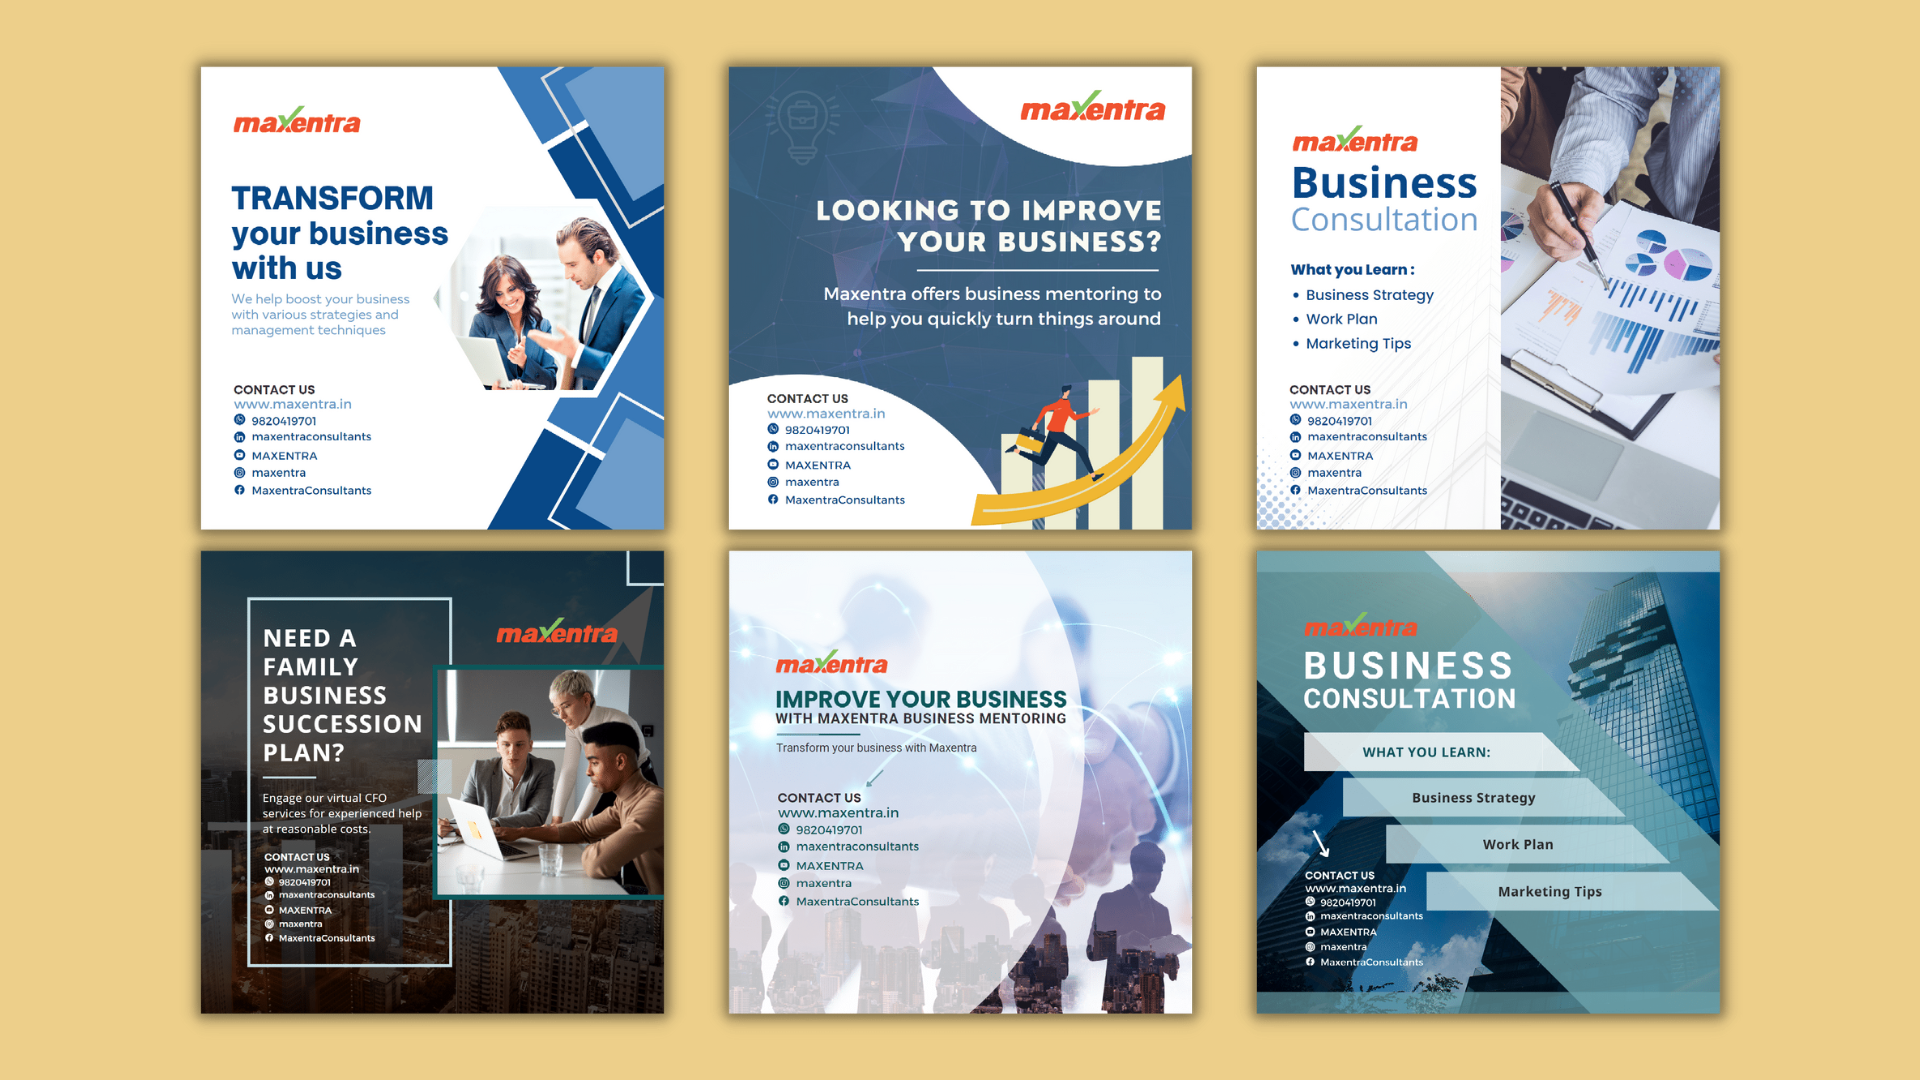 maxentra
TRANSFORM
your business
with us
We help boost your business
with various strategies and
management techniques
CONTACT US
www.maxentra.in
9820419701
maxentraconsultants
MAXENTRA
maxentra
MaxentraConsultants
maxentra
LOOKING TO IMPROVE
YOUR BUSINESS?
Maxentra offers business mentoring to
help you quickly turn things around
CONTACT US
www.maxentra.in
9820419701
maxentraconsultants
MAXENTRA
maxentra
MaxentraConsultants
maxentra
Business
Consultation
What you Learn :
• Business Strategy
• Work Plan
• Marketing Tips
CONTACT US
www.maxentra.in
9820419701
maxentraconsultants
MAXENTRA
maxentra
MaxentraConsultants
maxentra
NEED A
FAMILY
BUSINESS
SUCCESSION
PLAN?
Engage our virtual CFO
services for experienced help
at reasonable costs.
CONTACT US
www.maxentra.in
9820419701
maxentraconsultants
MAXENTRA
maxentra
MaxentraConsultants
maxentra
IMPROVE YOUR BUSINESS
WITH MAXENTRA BUSINESS MENTORING
Transform your business with Maxentra
CONTACT US
www.maxentra.in
9820419701
maxentraconsultants
MAXENTRA
maxentra
MaxentraConsultants
maxentra
BUSINESS
CONSULTATION
WHAT YOU LEARN:
Business Strategy
Work Plan
Marketing Tips
CONTACT US
www.maxentra.in
9820419701
maxentraconsultants
MAXENTRA
maxentra
MaxentraConsultants